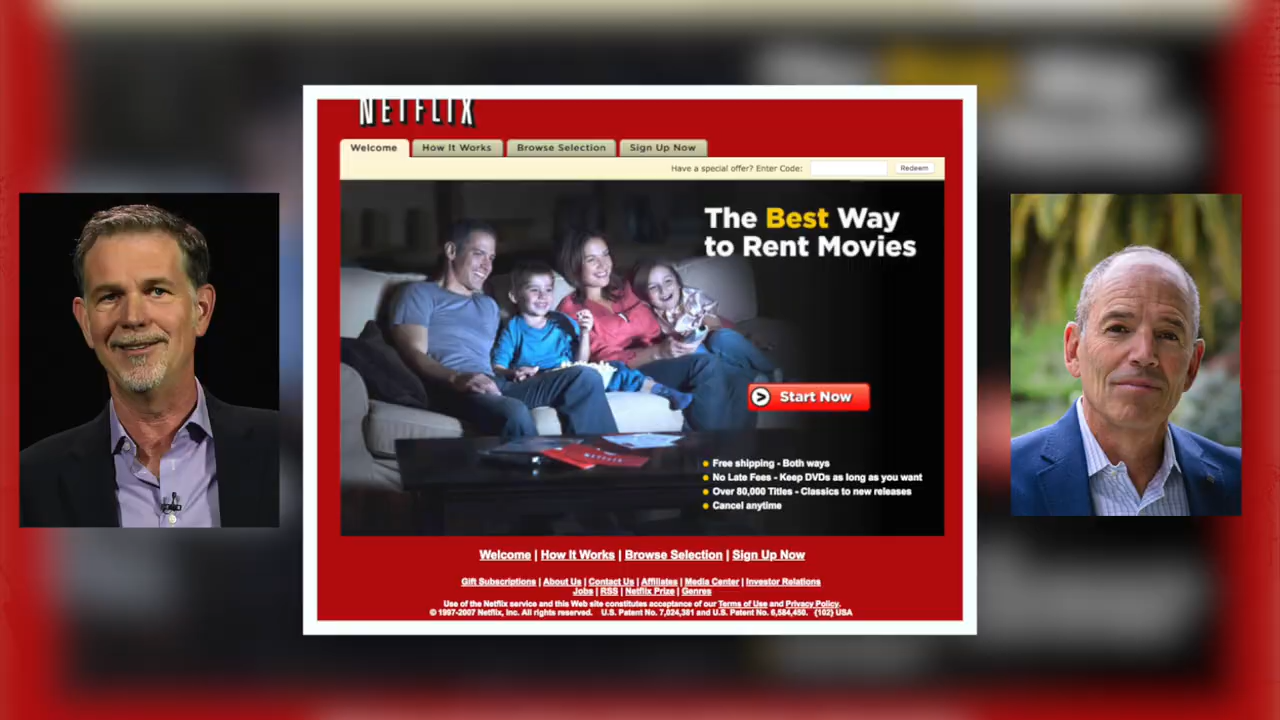 NETFLIX
Welcome
How It Works
Browse Selection
Sign Up Now
Have a special offer? Enter Code:
Redeem
The Best Way
to Rent Movies
Start Now
Free shipping - Both ways
No Late Fees - Keep DVDs as long as you want
Over 80,000 Titles - Classics to new releases
Cancel anytime
Welcome | How It Works | Browse Selection | Sign Up Now
Gift Subscriptions | About Us | Contact Us | Affiliates | Media Center | Investor Relations
Jobs | RSS | Netflix Prize | Genres
Use of the Netflix service and this Web site constitutes acceptance of our Terms of Use and Privacy Policy.
© 1997-2007 Netflix, Inc. All rights reserved. U.S. Patent No. 7,024,381 and U.S. Patent No. 6,584,450. (102) USA